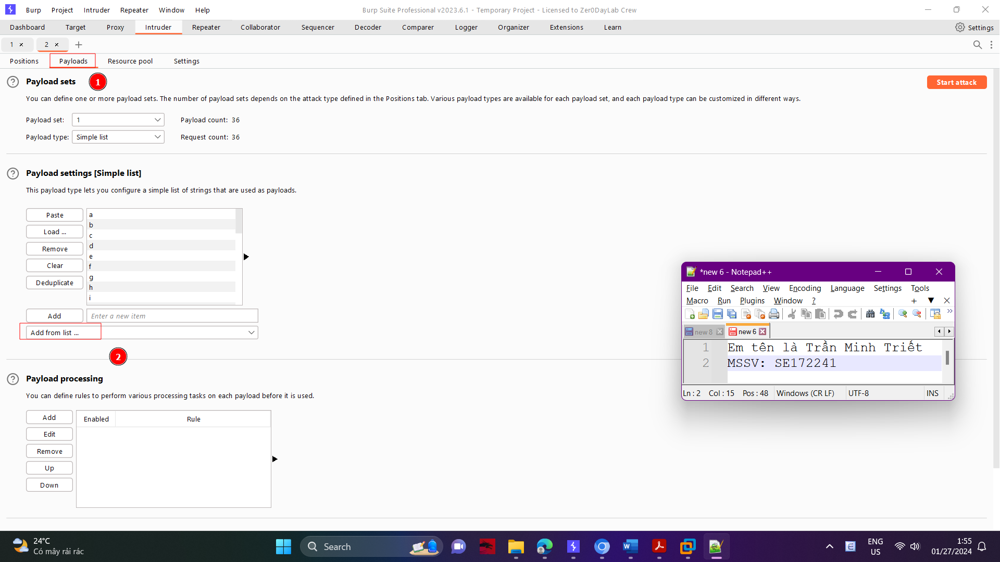 Burp Project Intruder Repeater Window Help Burp Suite Professional v2023.6.1 - Temporary Project - Licensed to Zer0DayLab Crew
Dashboard Target Proxy Intruder Repeater Collaborator Sequencer Decoder Comparer Logger Organizer Extensions Learn Settings
1 × 2 × +
Positions Payloads Resource pool Settings
? Payload sets 1 Start attack
You can define one or more payload sets. The number of payload sets depends on the attack type defined in the Positions tab. Various payload types are available for each payload set, and each payload type can be customized in different ways.
Payload set: 1 Payload count: 36
Payload type: Simple list Request count: 36
? Payload settings [Simple list]
This payload type lets you configure a simple list of strings that are used as payloads.
Paste
Load ...
Remove
Clear
Deduplicate
a
b
c
d
e
f
g
h
i
Add Enter a new item
Add from list ...
2
? Payload processing
You can define rules to perform various processing tasks on each payload before it is used.
Add
Edit
Remove
Up
Down
Enabled Rule
*new 6 - Notepad++
File Edit Search View Encoding Language Settings Tools
Macro Run Plugins Window ? + ▼ X
new 8 new 6
1 Em tên là Trần Minh Triết
2 MSSV: SE172241
Ln : 2 Col : 15 Pos : 48 Windows (CR LF) UTF-8 INS
24°C
Có mây rải rác
Search
ENG
US
1:55
01/27/2024